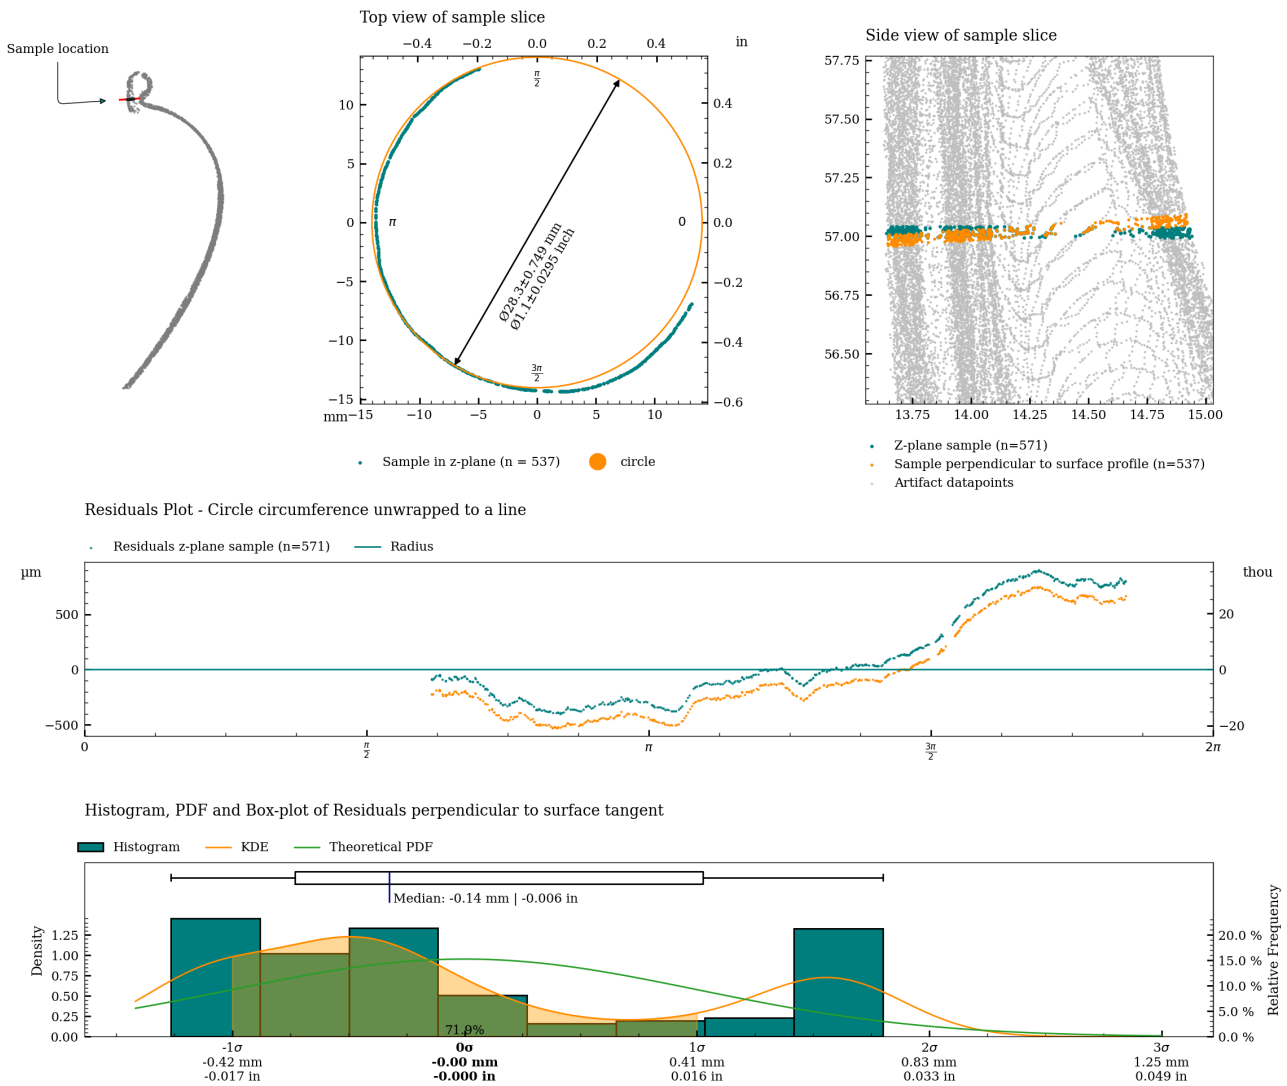 Sample location
Top view of sample slice
−0.4 −0.2 0.0 0.2 0.4
in
π/2
π
0
3π/2
Ø28.3±0.749 mm
Ø1.1±0.0295 inch
10
5
0
−5
−10
−15
0.4
0.2
0.0
−0.2
−0.4
−0.6
mm
−15 −10 −5 0 5 10
Sample in z-plane (n = 537)
circle
Side view of sample slice
57.75
57.50
57.25
57.00
56.75
56.50
13.75 14.00 14.25 14.50 14.75 15.00
Z-plane sample (n=571)
Sample perpendicular to surface profile (n=537)
Artifact datapoints
Residuals Plot - Circle circumference unwrapped to a line
Residuals z-plane sample (n=571)
Radius
µm
thou
500
0
−500
20
0
−20
0 π/2 π 3π/2 2π
Histogram, PDF and Box-plot of Residuals perpendicular to surface tangent
Histogram
KDE
Theoretical PDF
Median: -0.14 mm | -0.006 in
Density
1.25
1.00
0.75
0.50
0.25
0.00
Relative Frequency
20.0 %
15.0 %
10.0 %
5.0 %
0.0 %
71.9%
-1σ 0σ 1σ 2σ 3σ
-0.42 mm -0.00 mm 0.41 mm 0.83 mm 1.25 mm
-0.017 in -0.000 in 0.016 in 0.033 in 0.049 in